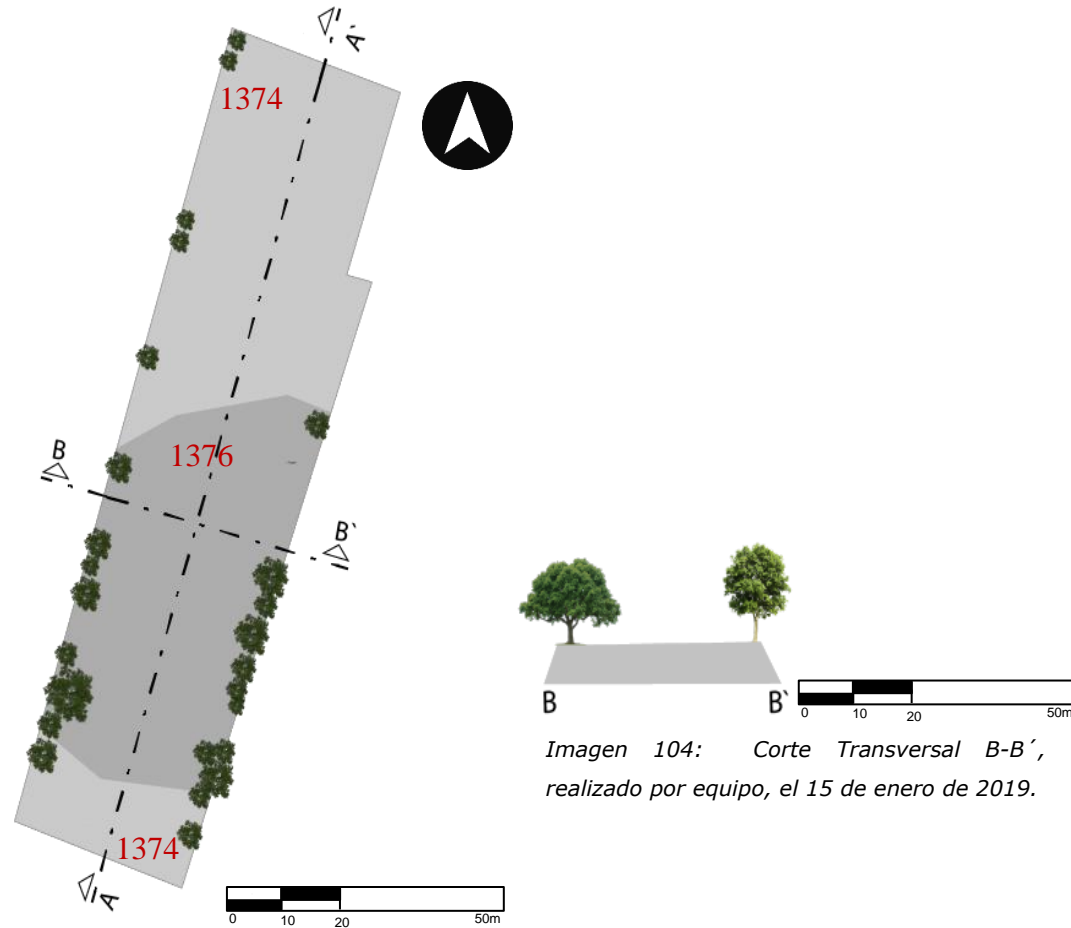 A`
1374
1376
B
B`
1374
A
0 10 20 50m
B B`
0 10 20 50m
Imagen 104: Corte Transversal B-B´,
realizado por equipo, el 15 de enero de 2019.